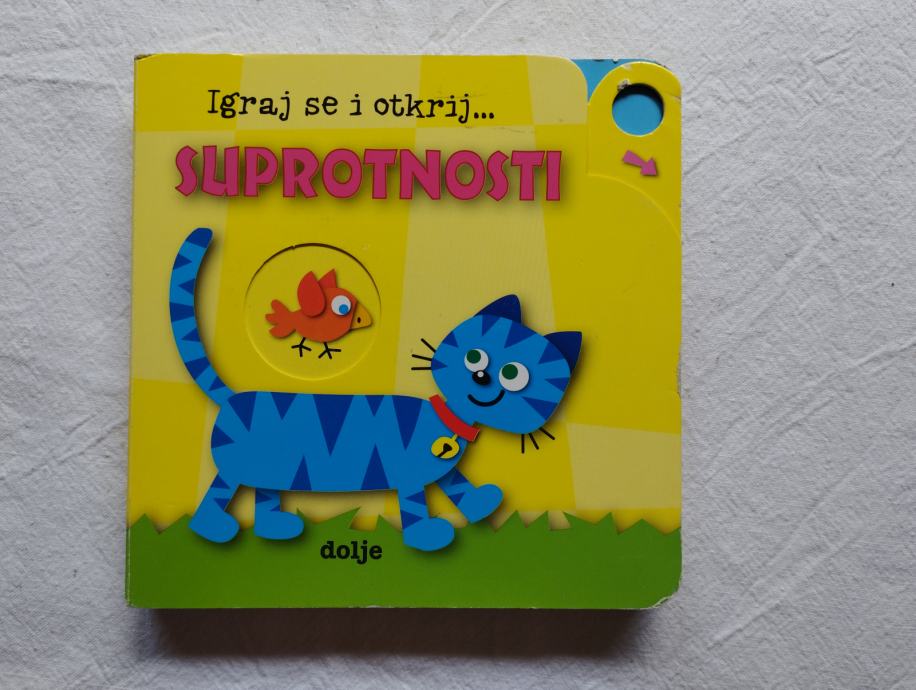 Igraj se i otkrij...
SUPROTNOSTI
dolje